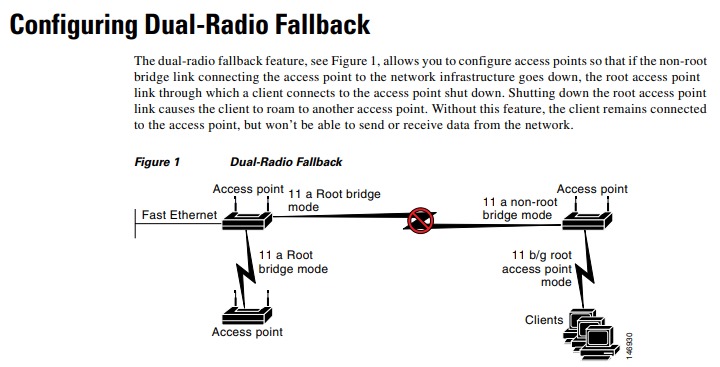 Configuring Dual-Radio Fallback
The dual-radio fallback feature, see Figure 1, allows you to configure access points so that if the non-root
bridge link connecting the access point to the network infrastructure goes down, the root access point
link through which a client connects to the access point shut down. Shutting down the root access point
link causes the client to roam to another access point. Without this feature, the client remains connected
to the access point, but won’t be able to send or receive data from the network.
Figure 1 Dual-Radio Fallback
Access point
11 a Root bridge
mode
Fast Ethernet
11 a non-root
bridge mode
Access point
11 a Root
bridge mode
11 b/g root
access point
mode
Access point
Clients
146930